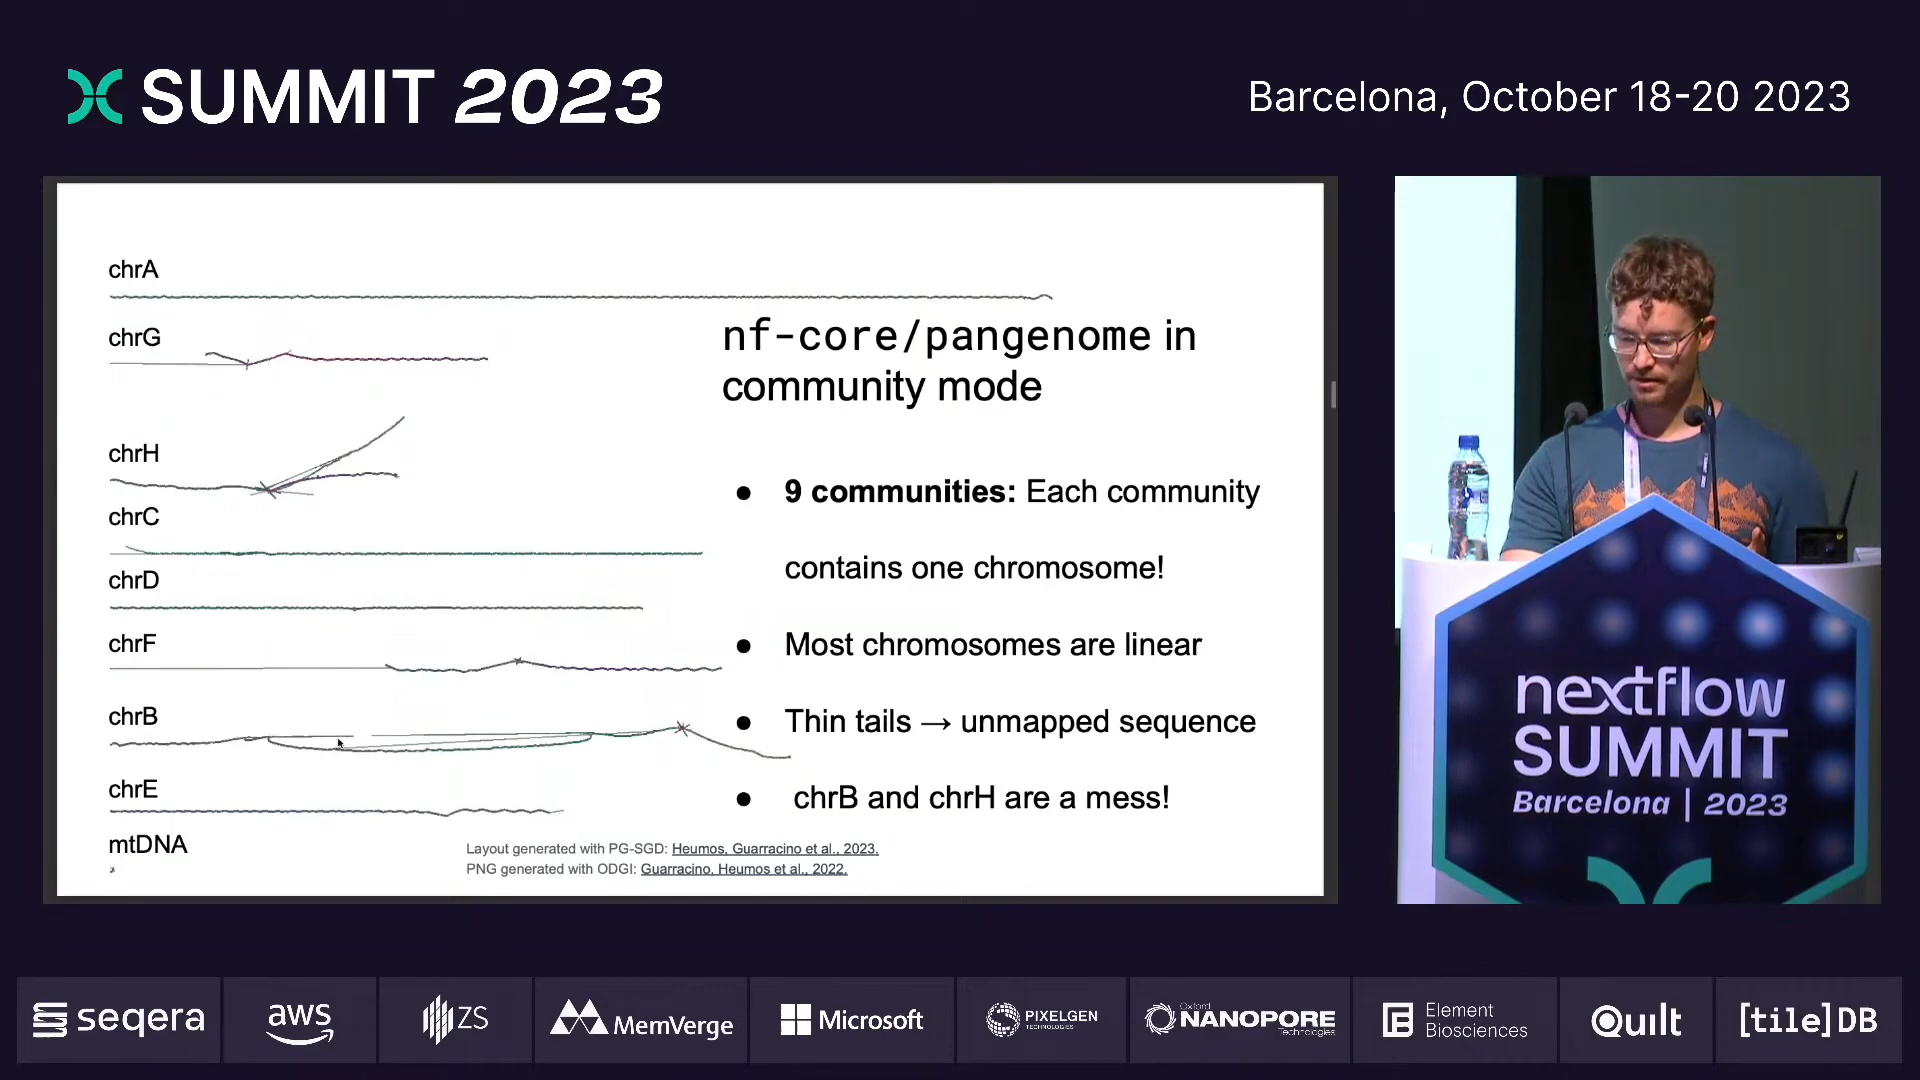 SUMMIT 2023
Barcelona, October 18-20 2023
chrA
chrG
chrH
chrC
chrD
chrF
chrB
chrE
mtDNA
nf-core/pangenome in
community mode
● 9 communities: Each community
contains one chromosome!
● Most chromosomes are linear
● Thin tails → unmapped sequence
● chrB and chrH are a mess!
Layout generated with PG-SGD: Heumos, Guarracino et al., 2023.
PNG generated with ODGI: Guarracino, Heumos et al., 2022.
nextflow
SUMMIT
Barcelona | 2023
seqera
aws
ZS
MemVerge
Microsoft
PIXELGEN
TECHNOLOGIES
Oxford
NANOPORE
Technologies
Element
Biosciences
Quilt
[tile]DB